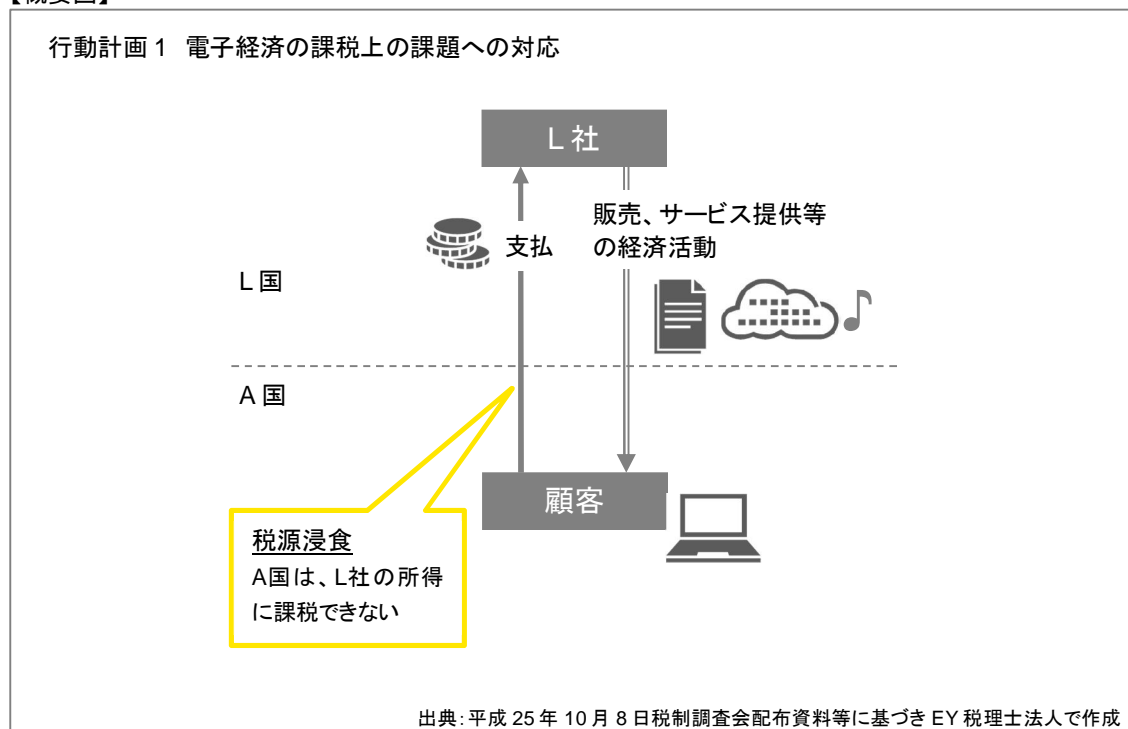 行動計画 1 電子経済の課税上の課題への対応
L 社
販売、サービス提供等
支払
の経済活動
L 国
A 国
顧客
税源浸食
A国は、L社の所得
に課税できない
出典：平成 25 年 10 月 8 日税制調査会配布資料等に基づき EY 税理士法人で作成